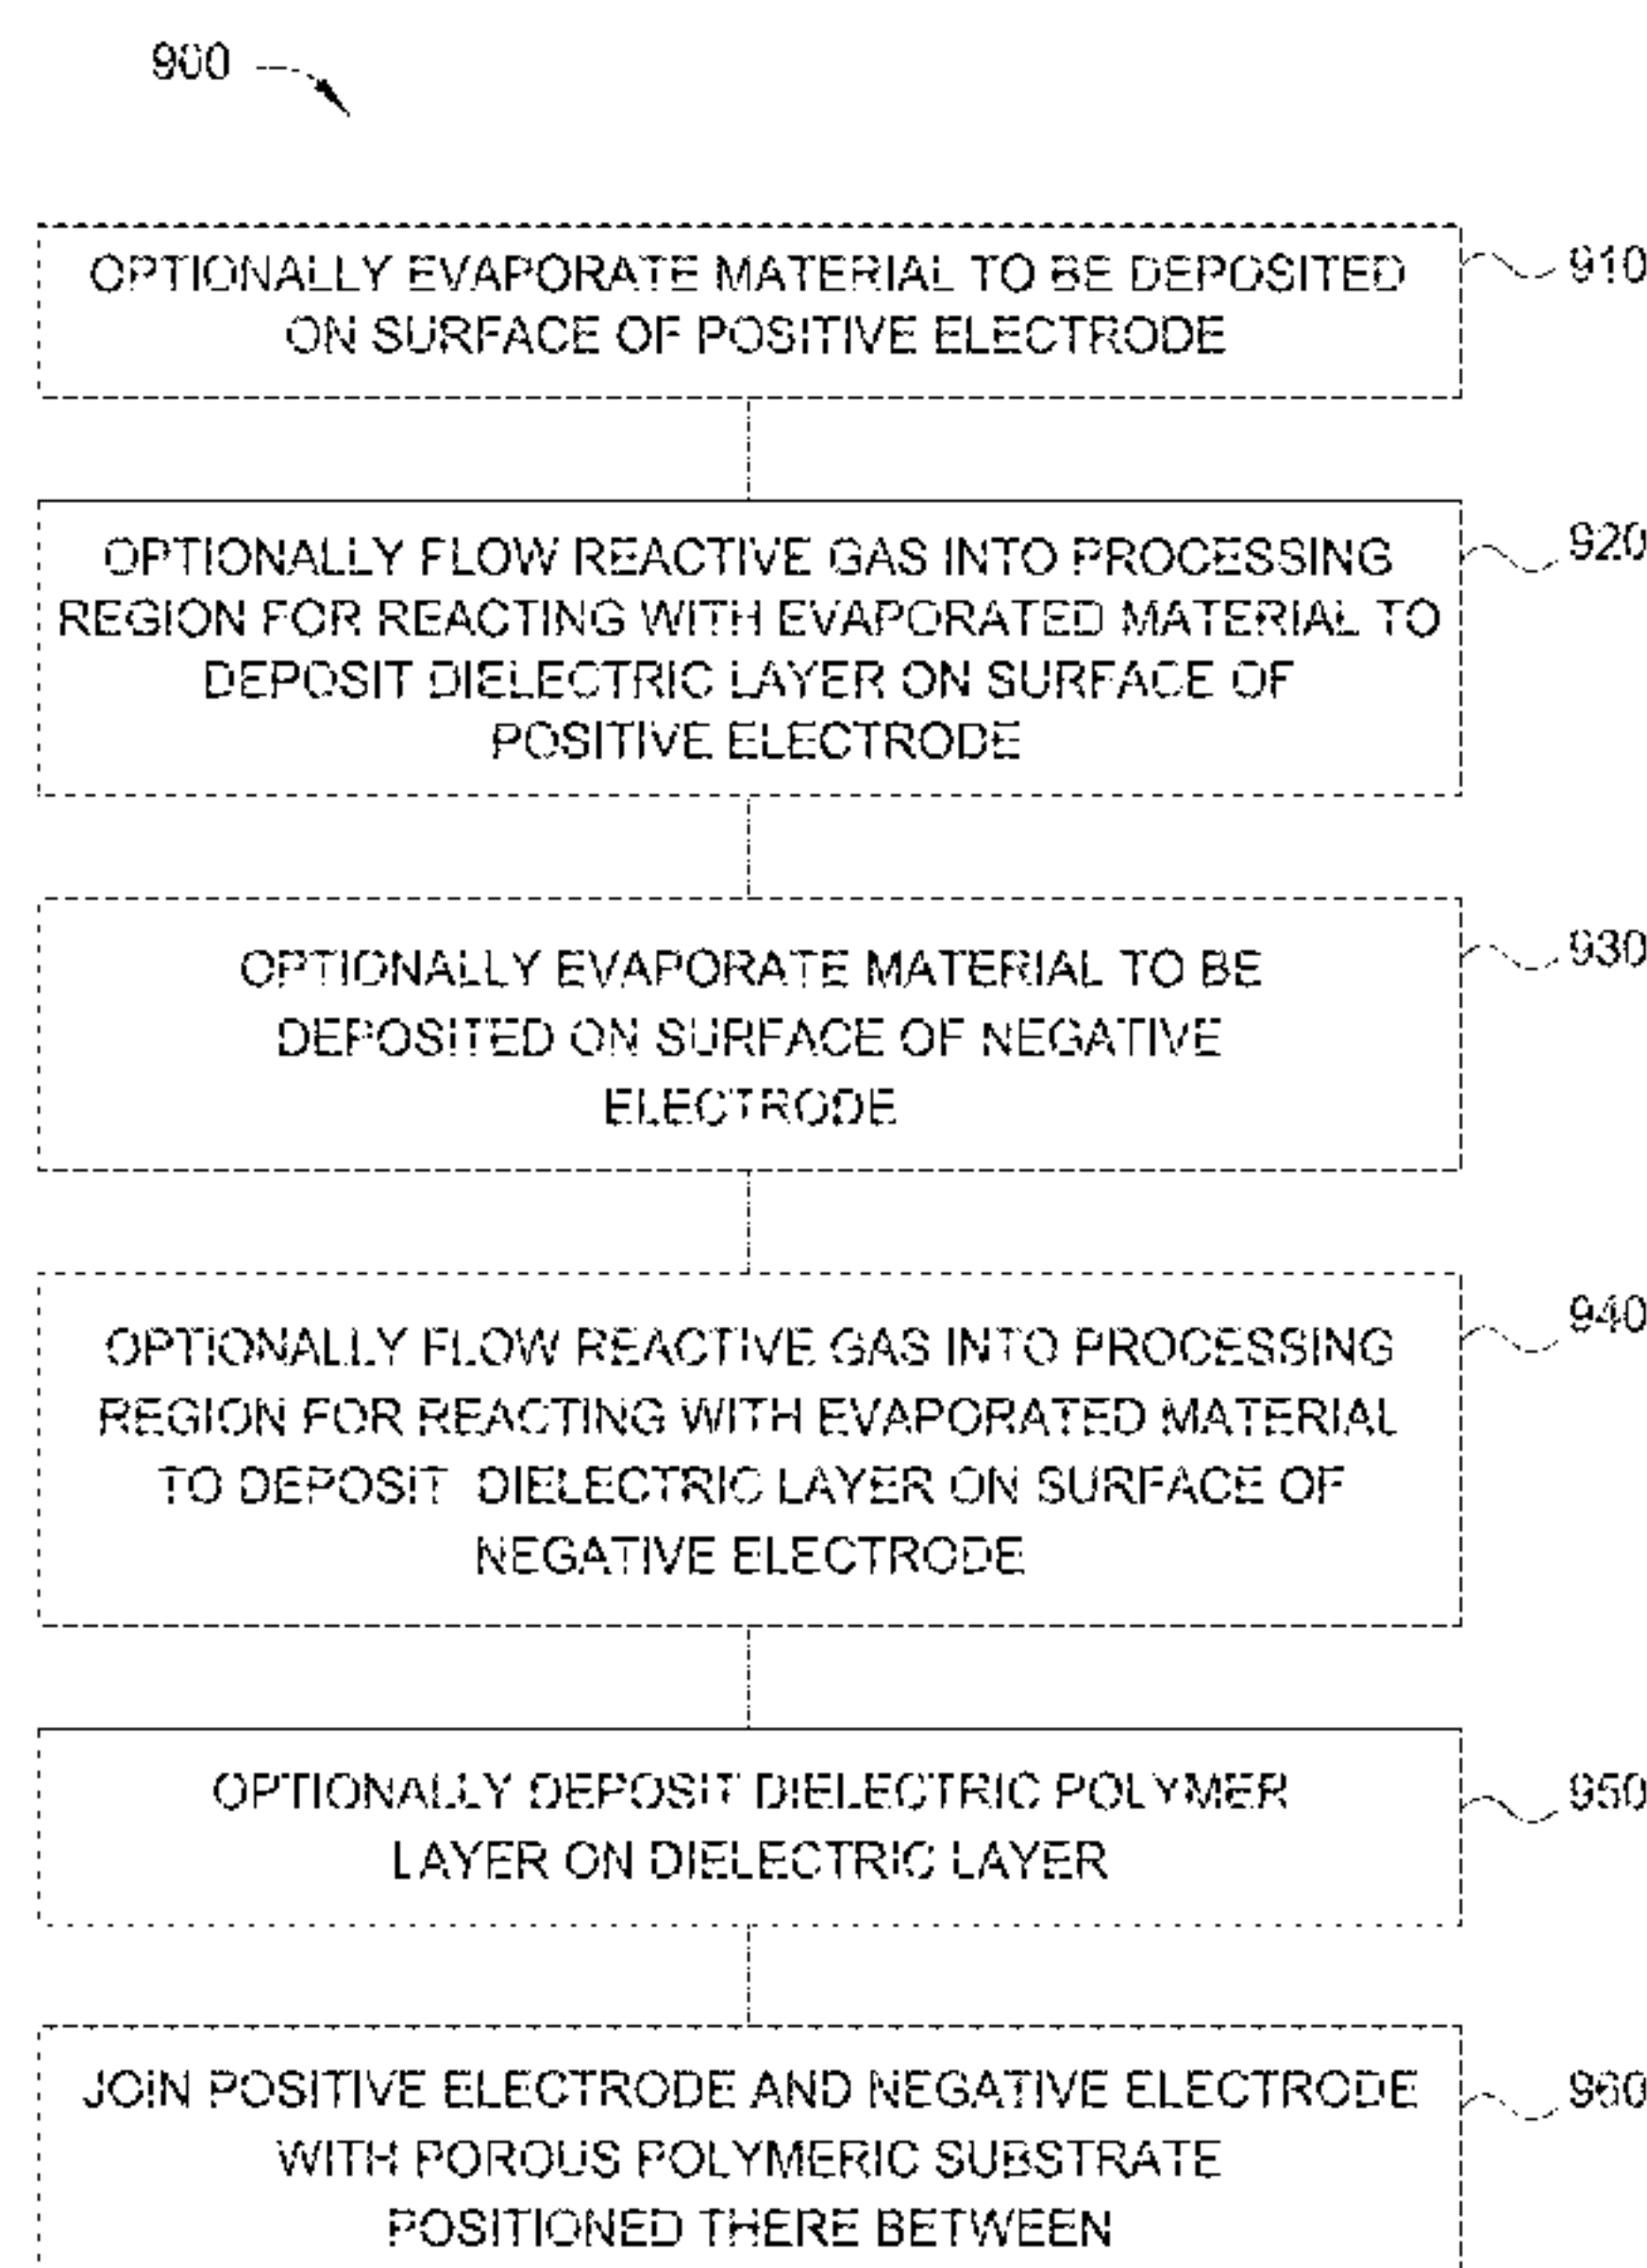 900
OPTIONALLY EVAPORATE MATERIAL TO BE DEPOSITED
ON SURFACE OF POSITIVE ELECTRODE
910
OPTIONALLY FLOW REACTIVE GAS INTO PROCESSING
REGION FOR REACTING WITH EVAPORATED MATERIAL TO
DEPOSIT DIELECTRIC LAYER ON SURFACE OF
POSITIVE ELECTRODE
920
OPTIONALLY EVAPORATE MATERIAL TO BE
DEPOSITED ON SURFACE OF NEGATIVE
ELECTRODE
930
OPTIONALLY FLOW REACTIVE GAS INTO PROCESSING
REGION FOR REACTING WITH EVAPORATED MATERIAL
TO DEPOSIT DIELECTRIC LAYER ON SURFACE OF
NEGATIVE ELECTRODE
940
OPTIONALLY DEPOSIT DIELECTRIC POLYMER
LAYER ON DIELECTRIC LAYER
950
JOIN POSITIVE ELECTRODE AND NEGATIVE ELECTRODE
WITH POROUS POLYMERIC SUBSTRATE
POSITIONED THERE BETWEEN
960